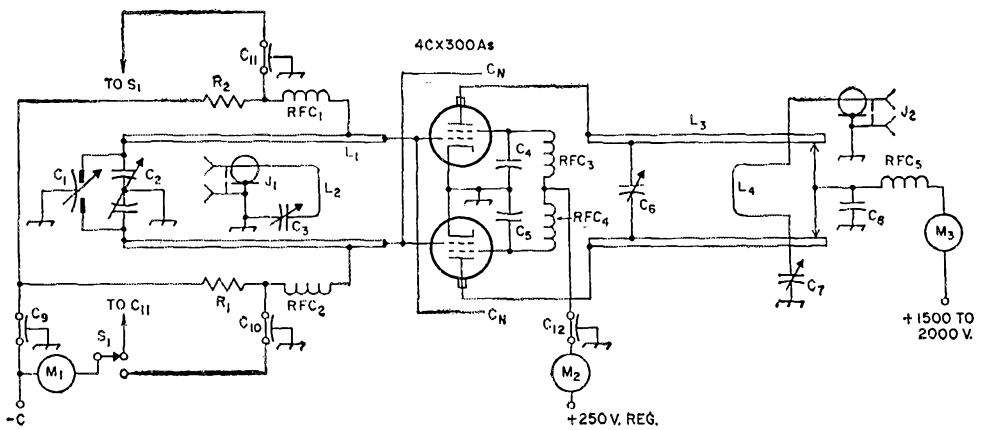 4CX300As
C11
CN
TO S1
R2
RFC1
L1
L3
J2
C4
RFC3
RFC5
C1
C2
J1
L2
C6
L4
C3
C5
RFC4
C8
M3
R1
RFC2
C7
TO C11
CN
+1500 TO
2000 V.
C9
S1
C10
C12
M1
M2
-C
+250 V. REG.